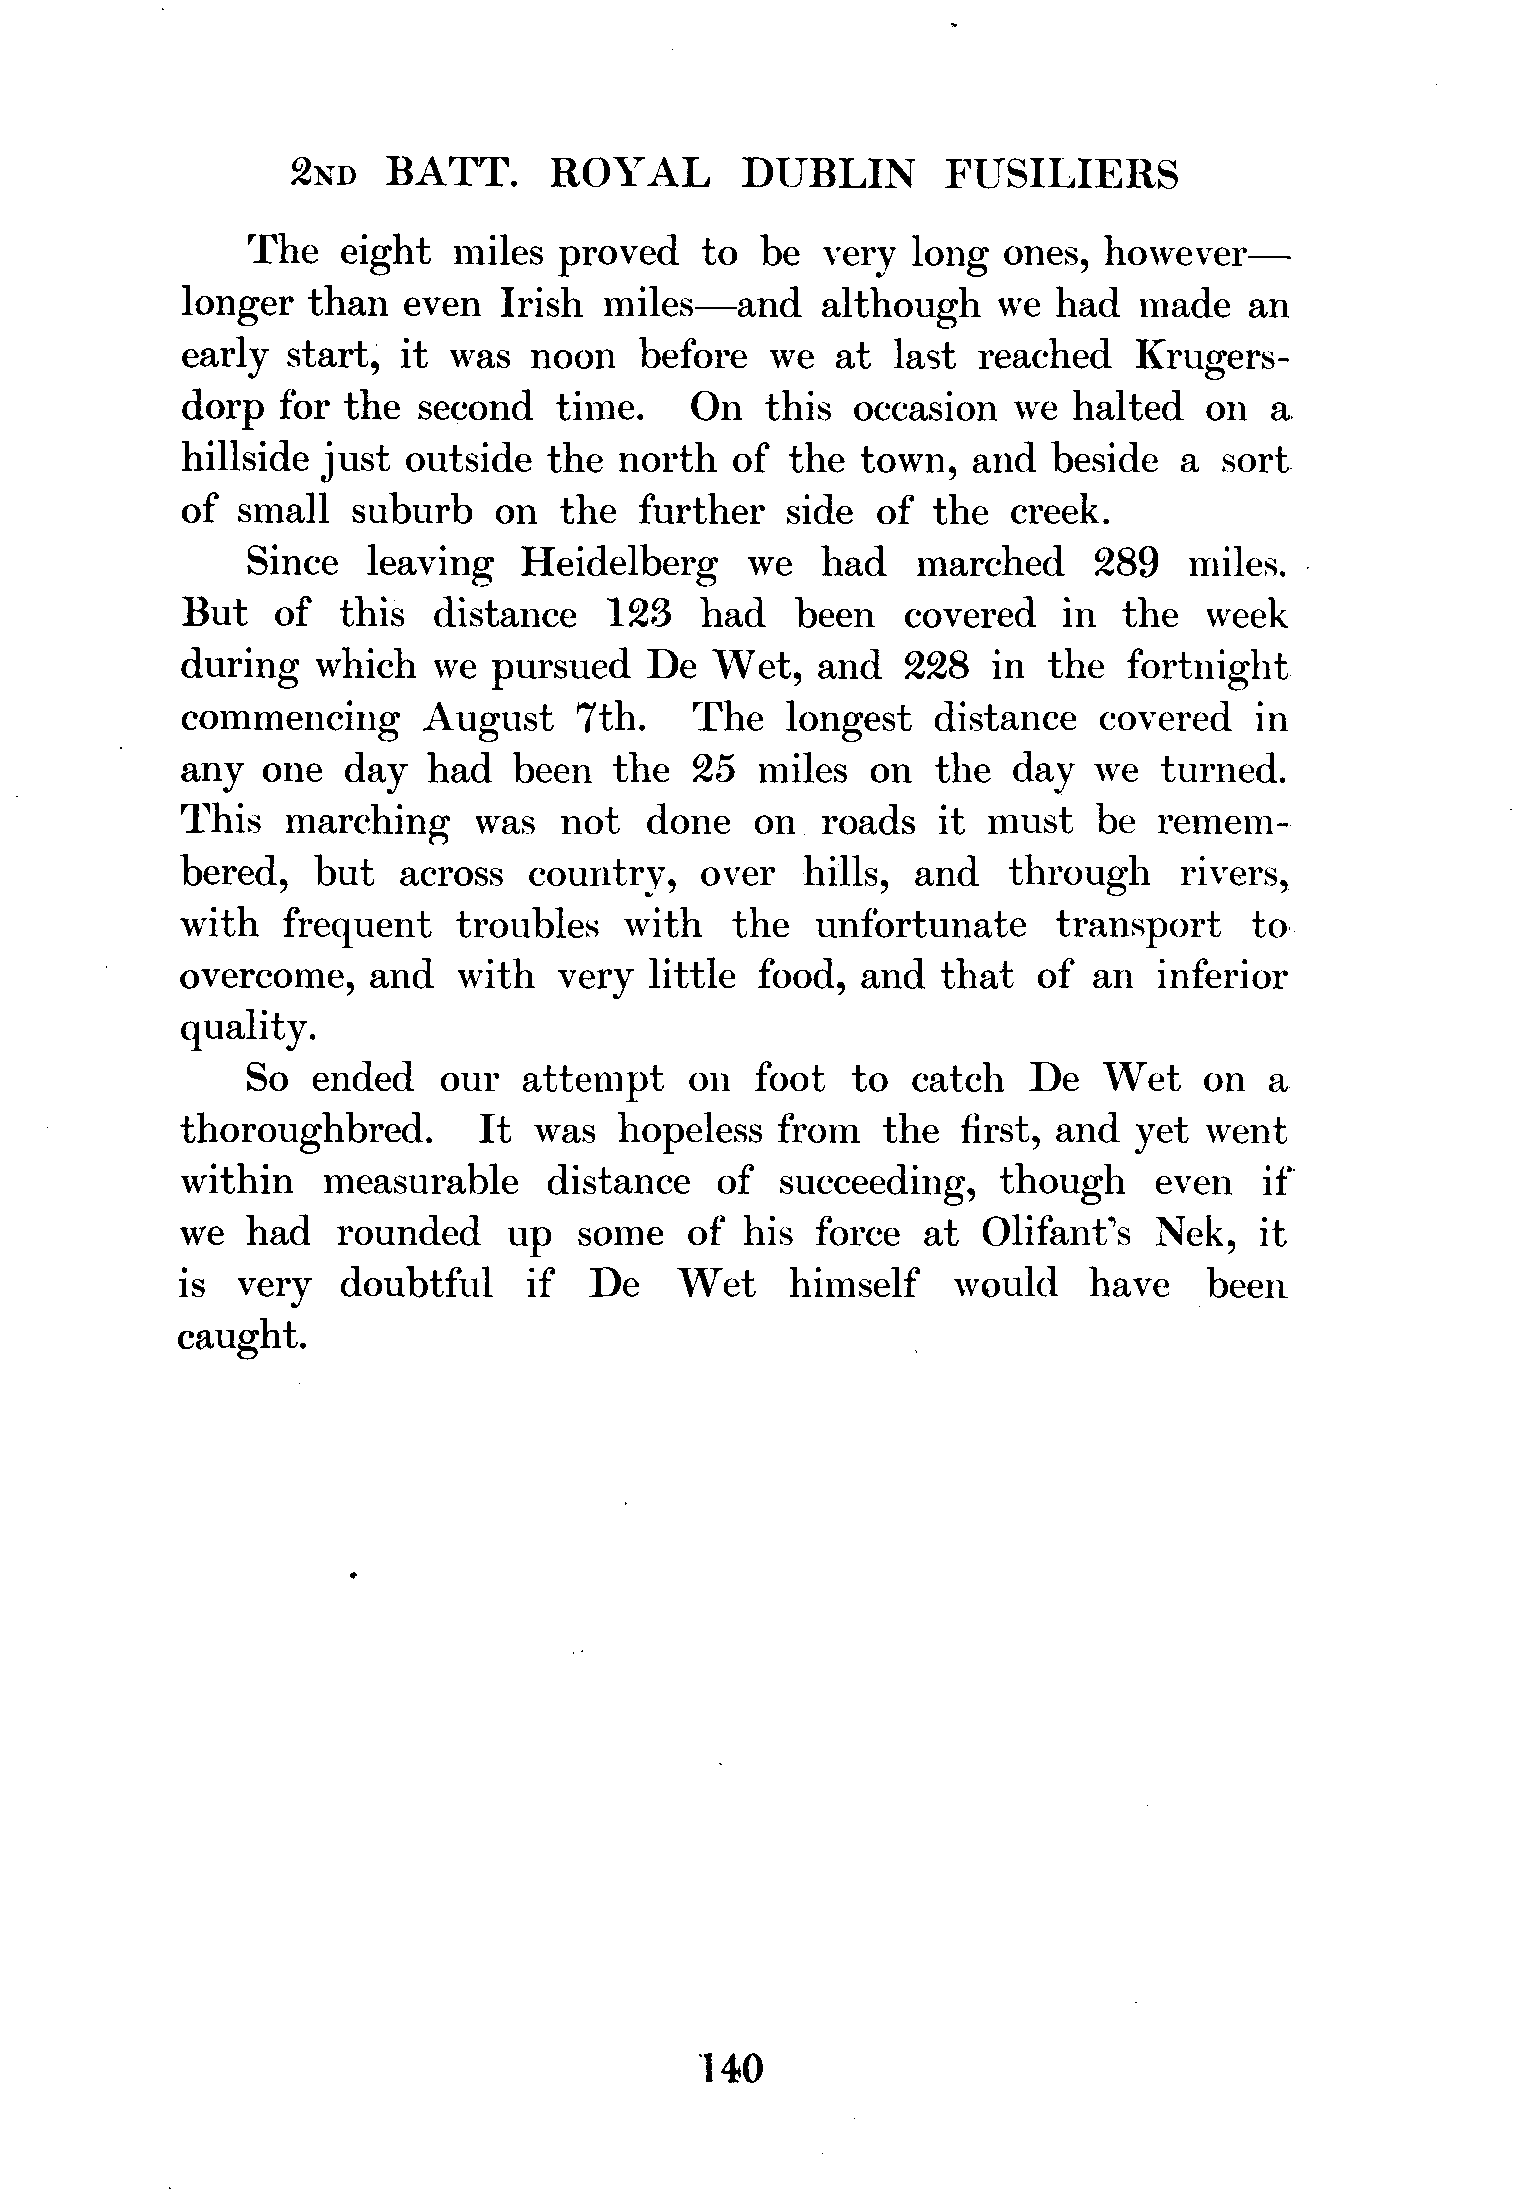 2ND BATT. ROYAL DUBLIN FUSILIERS
The eight miles proved to be very long ones, however—
longer than even Irish miles—and although we had made an
early start, it was noon before we at last reached Krugers-
dorp for the second time. On this occasion we halted on a
hillside just outside the north of the town, and beside a sort
of small suburb on the further side of the creek.
Since leaving Heidelberg we had marched 289 miles.
But of this distance 123 had been covered in the week
during which we pursued De Wet, and 228 in the fortnight
commencing August 7th. The longest distance covered in
any one day had been the 25 miles on the day we turned.
This marching was not done on roads it must be remem-
bered, but across country, over hills, and through rivers,
with frequent troubles with the unfortunate transport to
overcome, and with very little food, and that of an inferior
quality.
So ended our attempt on foot to catch De Wet on a
thoroughbred. It was hopeless from the first, and yet went
within measurable distance of succeeding, though even if
we had rounded up some of his force at Olifant's Nek, it
is very doubtful if De Wet himself would have been
caught.
140